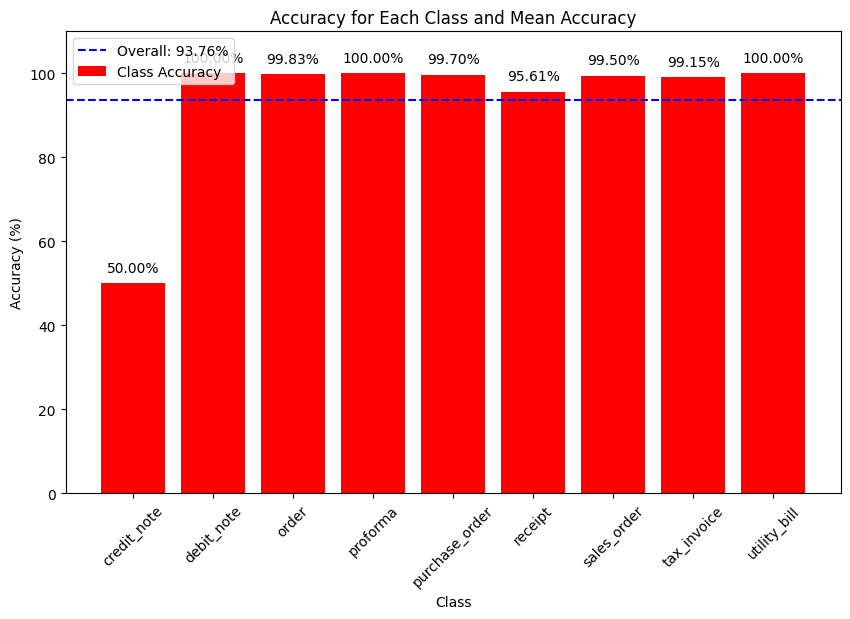 Accuracy for Each Class and Mean Accuracy
Overall: 93.76%
Class Accuracy
50.00%
100.00%
99.83%
100.00%
99.70%
95.61%
99.50%
99.15%
100.00%
Accuracy (%)
100
80
60
40
20
0
credit_note
debit_note
order
proforma
purchase_order
receipt
sales_order
tax_invoice
utility_bill
Class